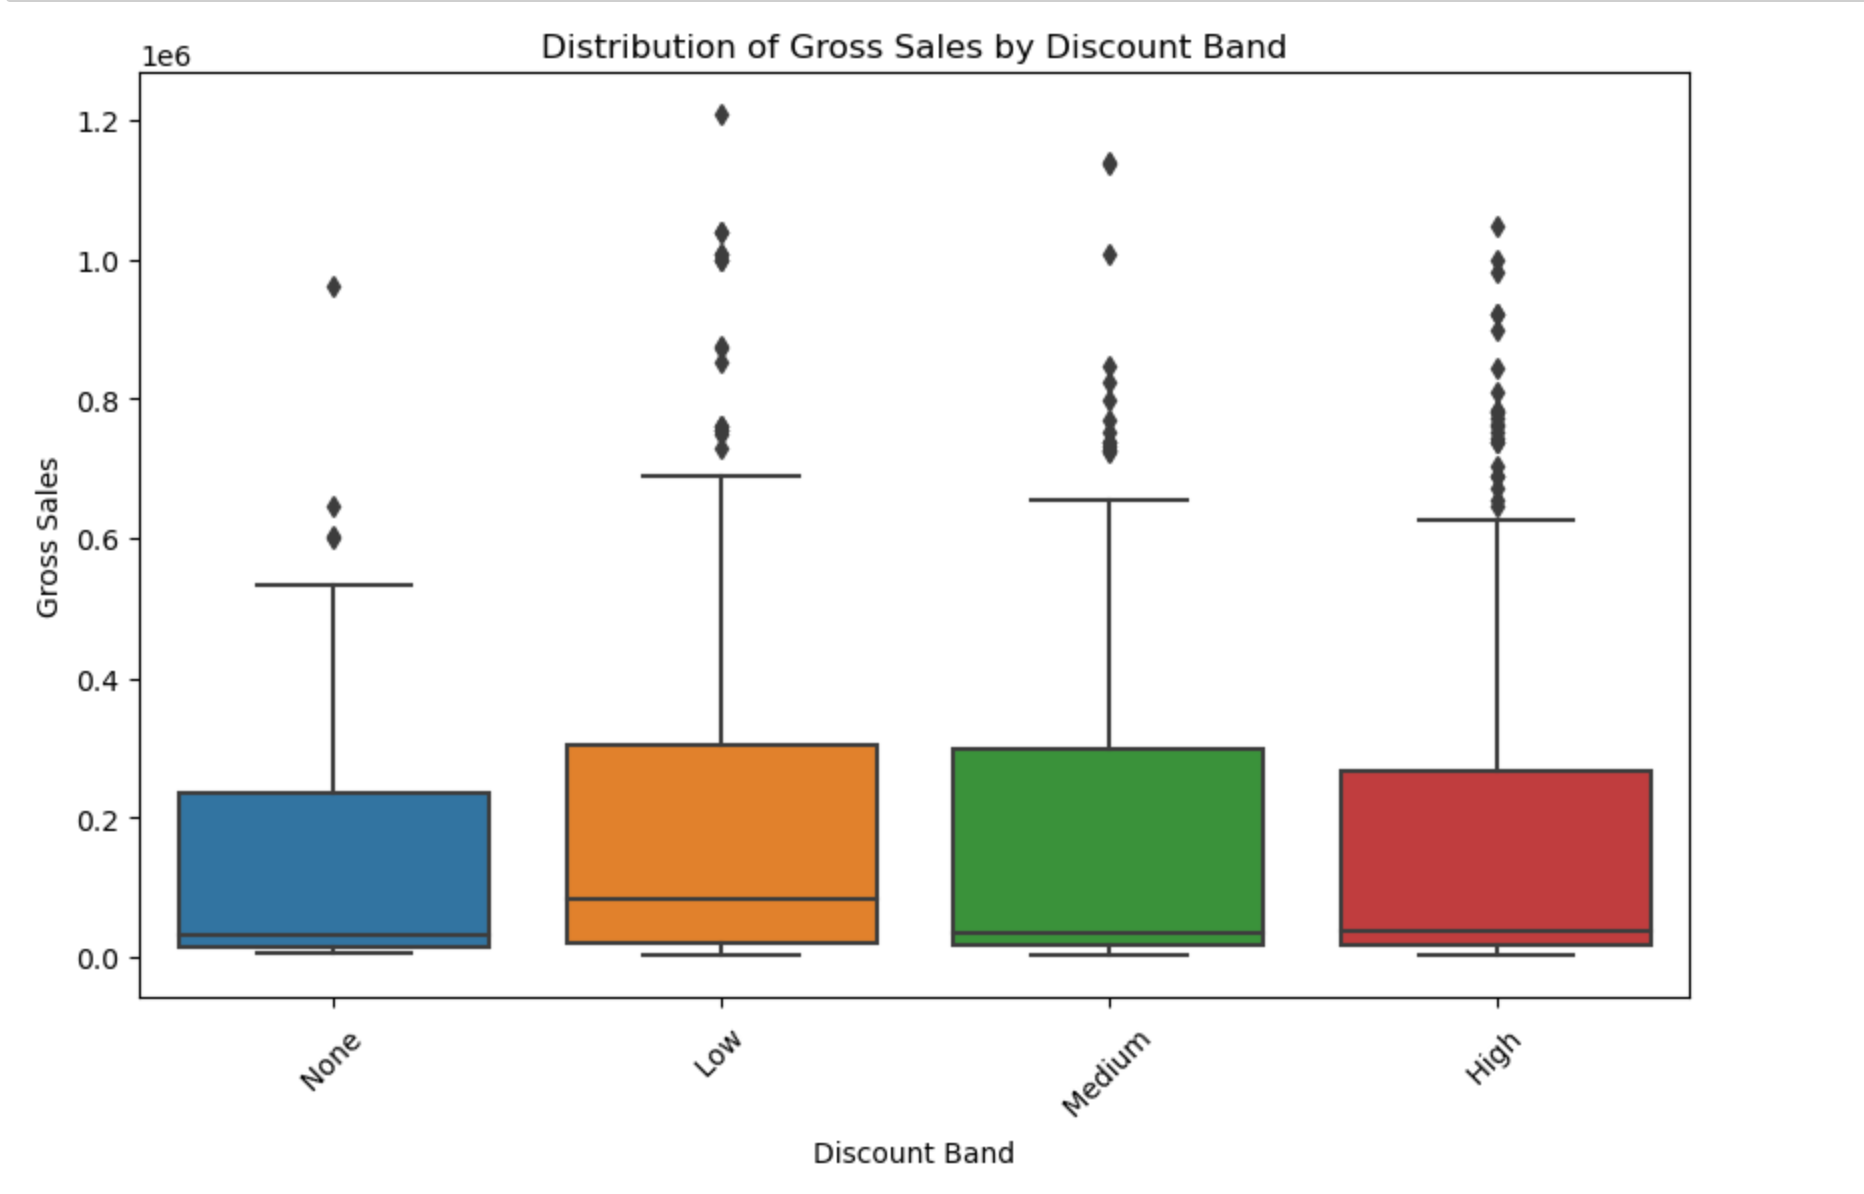 Distribution of Gross Sales by Discount Band
1e6
1.2
1.0
0.8
0.6
0.4
0.2
0.0
Gross Sales
None
Low
Medium
High
Discount Band